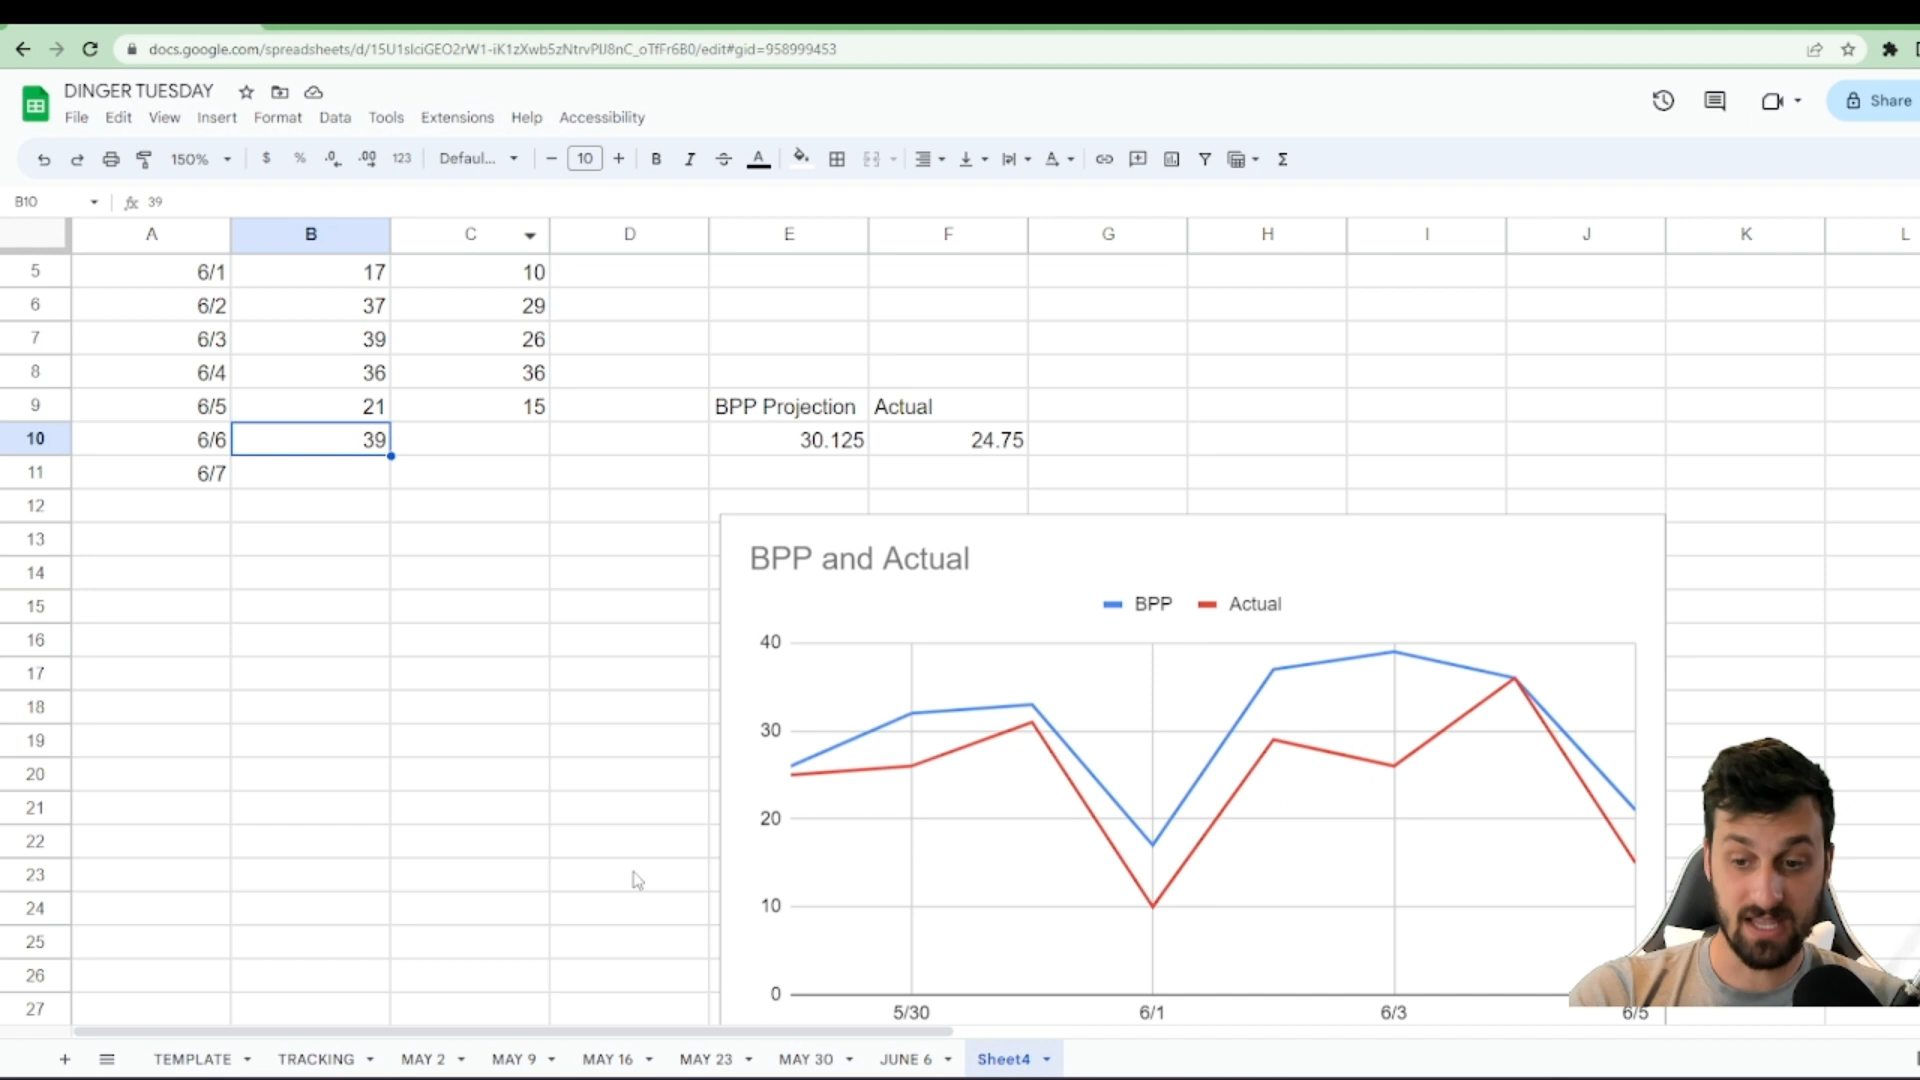 docs.google.com/spreadsheets/d/15U1slciGEO2rW1-iK1zXwb5zNtrvPlJ8nC_oTfFr6B0/edit#gid=958999453
DINGER TUESDAY
File Edit View Insert Format Data Tools Extensions Help Accessibility
Share
150% $ % .0 .00 123 Defaul... − 10 + B I S A A Σ
B10 fx 39
A B C D E F G H I J K L
5 6/1 17 10
6 6/2 37 29
7 6/3 39 26
8 6/4 36 36
9 6/5 21 15 BPP Projection Actual
10 6/6 39 30.125 24.75
11 6/7
12
13
14
15
16
17
18
19
20
21
22
23
24
25
26
27
BPP and Actual
BPP Actual
40
30
20
10
0
5/30 6/1 6/3 6/5
+ TEMPLATE TRACKING MAY 2 MAY 9 MAY 16 MAY 23 MAY 30 JUNE 6 Sheet4